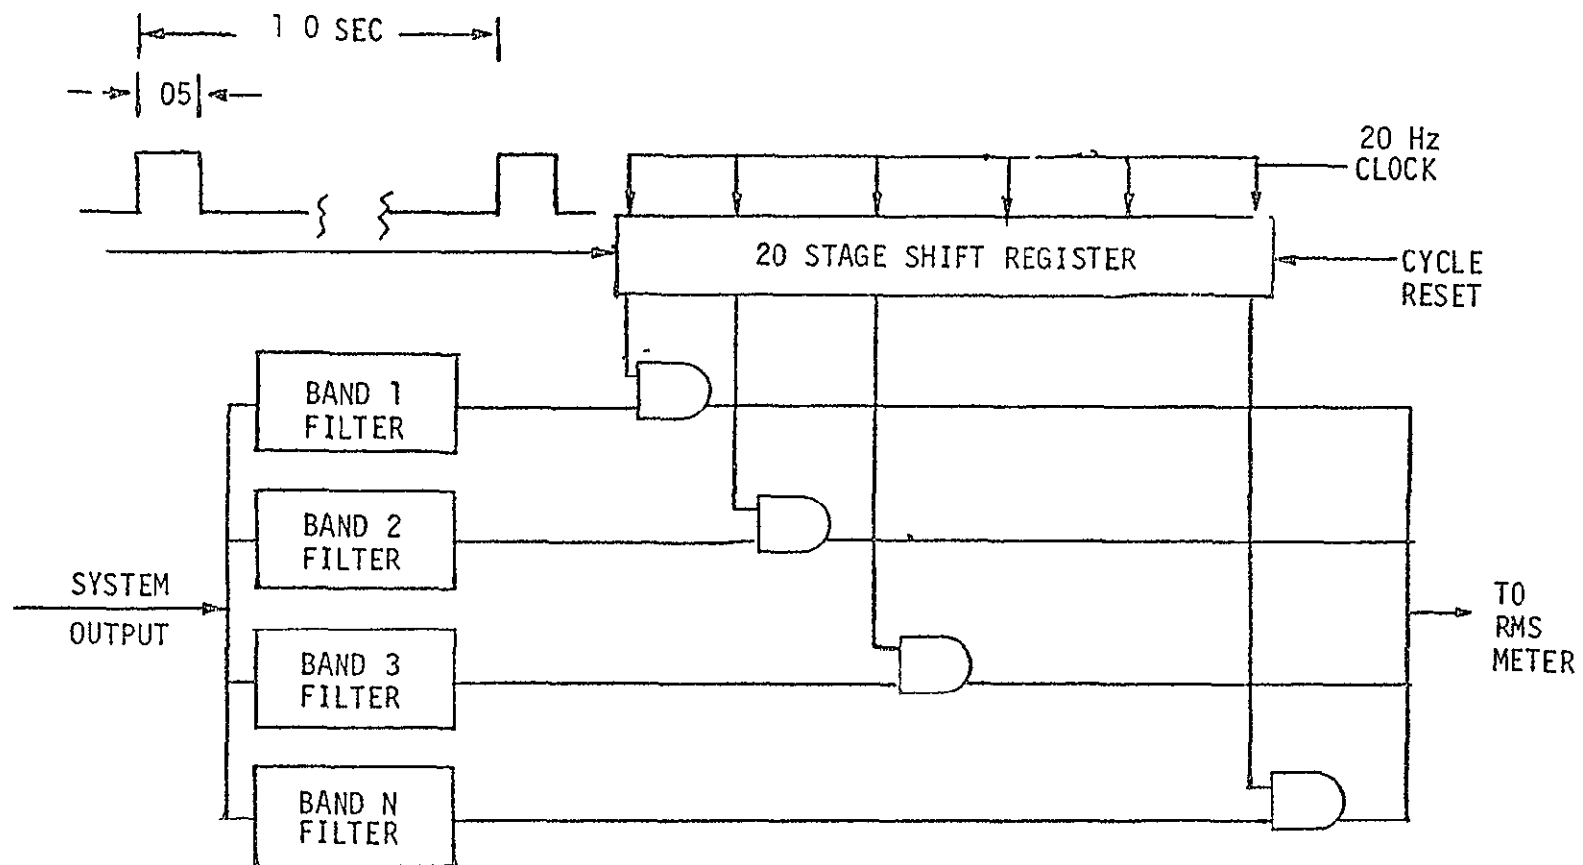 1 0 SEC
05
20 Hz
CLOCK
20 STAGE SHIFT REGISTER
CYCLE
RESET
BAND 1
FILTER
BAND 2
FILTER
SYSTEM
OUTPUT
BAND 3
FILTER
BAND N
FILTER
TO
RMS
METER